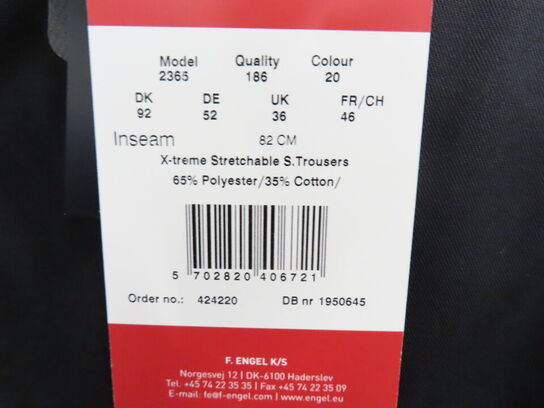 Model Quality Colour
2365 186 20
DK DE UK FR/CH
92 52 36 46
Inseam 82 CM
X-treme Stretchable S.Trousers
65% Polyester/35% Cotton/
5 702820 406721
Order no.: 424220 DB nr 1950645
F. ENGEL K/S
Norgesvej 12 | DK-6100 Haderslev
Tel. +45 74 22 35 35 | Fax +45 74 22 35 09
E-mail: fe@f-engel.com | www.engel.eu